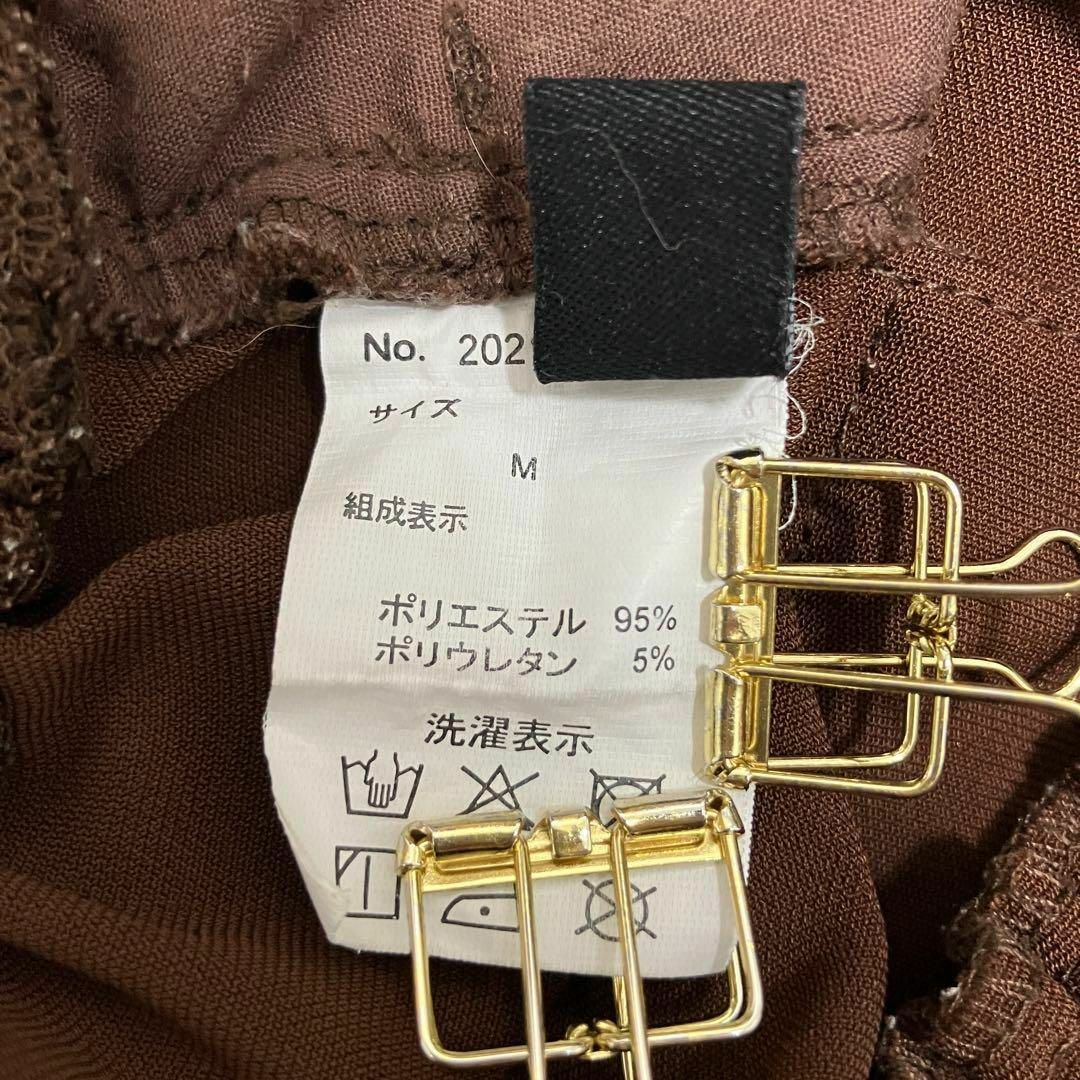 No. 202
サイズ
M
組成表示
ポリエステル 95%
ポリウレタン 5%
洗濯表示